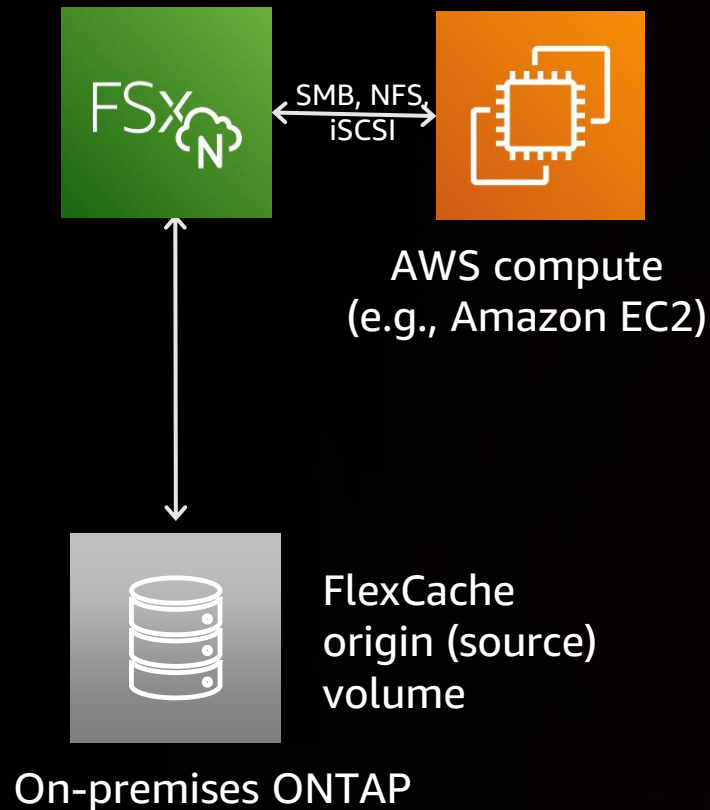 FSx
N
SMB, NFS,
iSCSI
AWS compute
(e.g., Amazon EC2)
FlexCache
origin (source)
volume
On-premises ONTAP